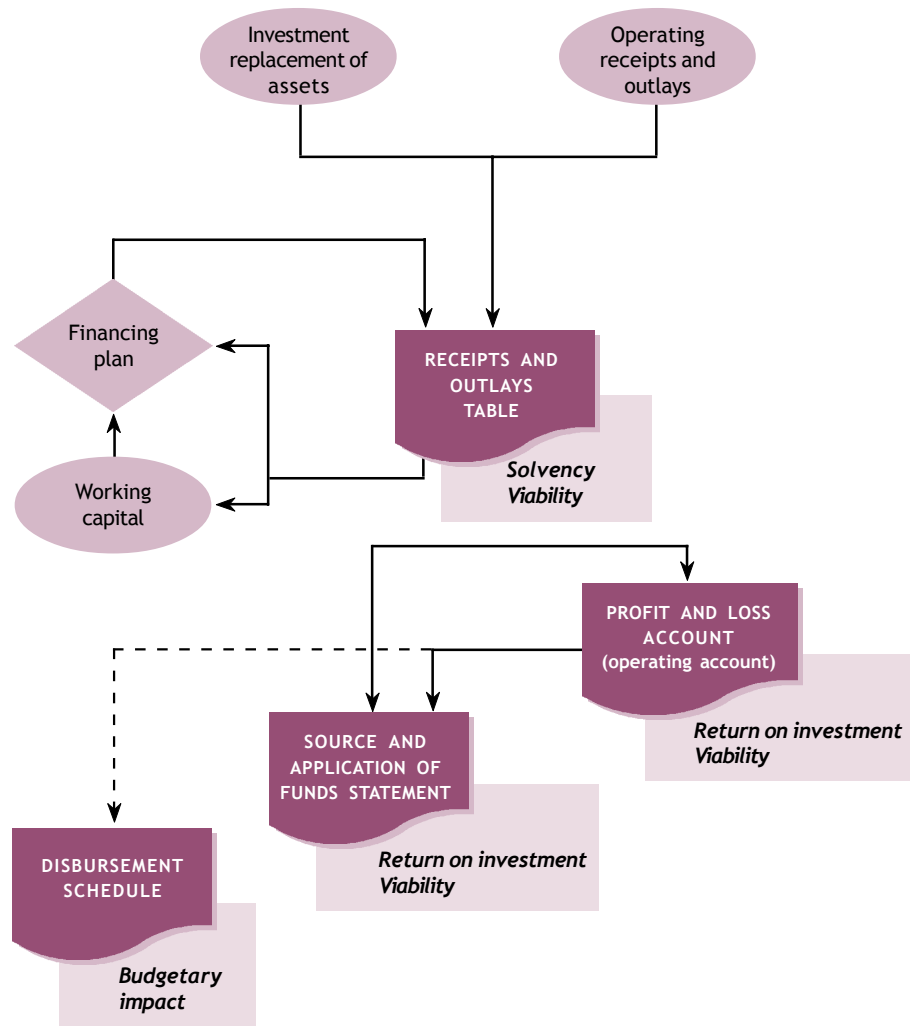 Investment
replacement of
assets
Operating
receipts and
outlays
Financing
plan
RECEIPTS AND
OUTLAYS
TABLE
Solvency
Viability
Working
capital
PROFIT AND LOSS
ACCOUNT
(operating account)
Return on investment
Viability
SOURCE AND
APPLICATION OF
FUNDS STATEMENT
Return on investment
Viability
DISBURSEMENT
SCHEDULE
Budgetary
impact